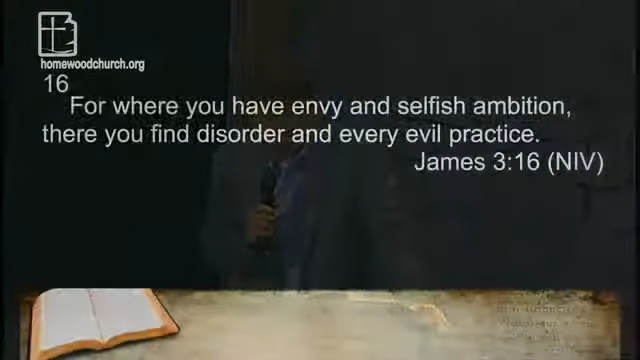 homewoodchurch.org
16
For where you have envy and selfish ambition,
there you find disorder and every evil practice.
James 3:16 (NIV)